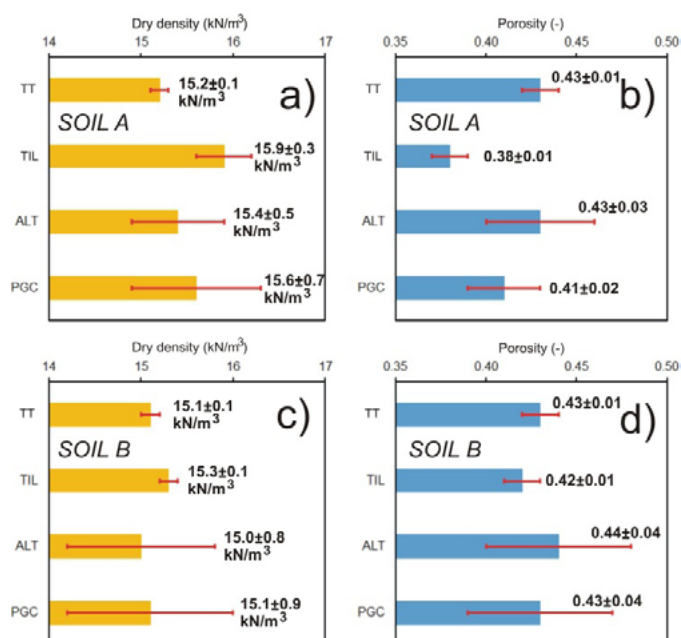 Dry density (kN/m³)
14 15 16 17
TT
15.2±0.1
kN/m³
a)
SOIL A
TIL
15.9±0.3
kN/m³
ALT
15.4±0.5
kN/m³
PGC
15.6±0.7
kN/m³
Porosity (-)
0.35 0.40 0.45 0.50
TT
0.43±0.01
b)
SOIL A
TIL
0.38±0.01
ALT
0.43±0.03
PGC
0.41±0.02
Dry density (kN/m³)
14 15 16 17
TT
15.1±0.1
kN/m³
c)
SOIL B
TIL
15.3±0.1
kN/m³
ALT
15.0±0.8
kN/m³
PGC
15.1±0.9
kN/m³
Porosity (-)
0.35 0.40 0.45 0.50
TT
0.43±0.01
d)
SOIL B
TIL
0.42±0.01
ALT
0.44±0.04
PGC
0.43±0.04